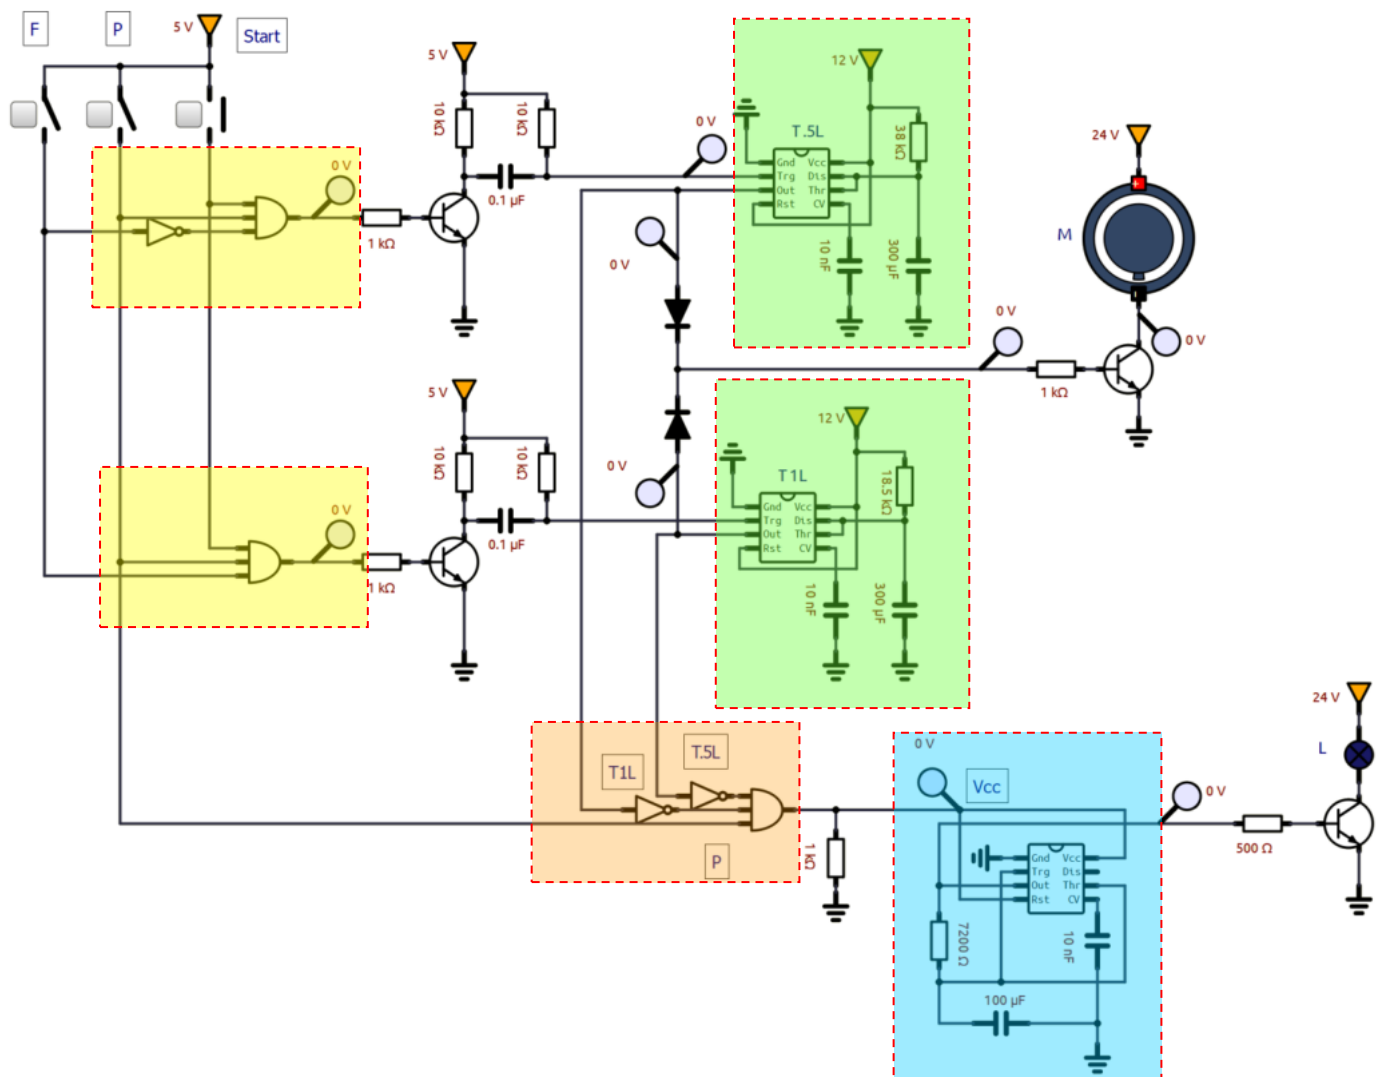 F
P
5 V
Start
0 V
1 kΩ
5 V
10 kΩ
10 kΩ
0.1 µF
0 V
0 V
12 V
T.5L
Gnd Vcc
Trg Dis
Out Thr
Rst CV
38 kΩ
10 nF
300 µF
24 V
M
0 V
0 V
1 kΩ
0 V
1 kΩ
5 V
10 kΩ
10 kΩ
0.1 µF
0 V
12 V
T1L
Gnd Vcc
Trg Dis
Out Thr
Rst CV
18.5 kΩ
10 nF
300 µF
T1L
T.5L
P
1 kΩ
0 V
Vcc
Gnd Vcc
Trg Dis
Out Thr
Rst CV
7200 Ω
10 nF
100 µF
0 V
500 Ω
24 V
L